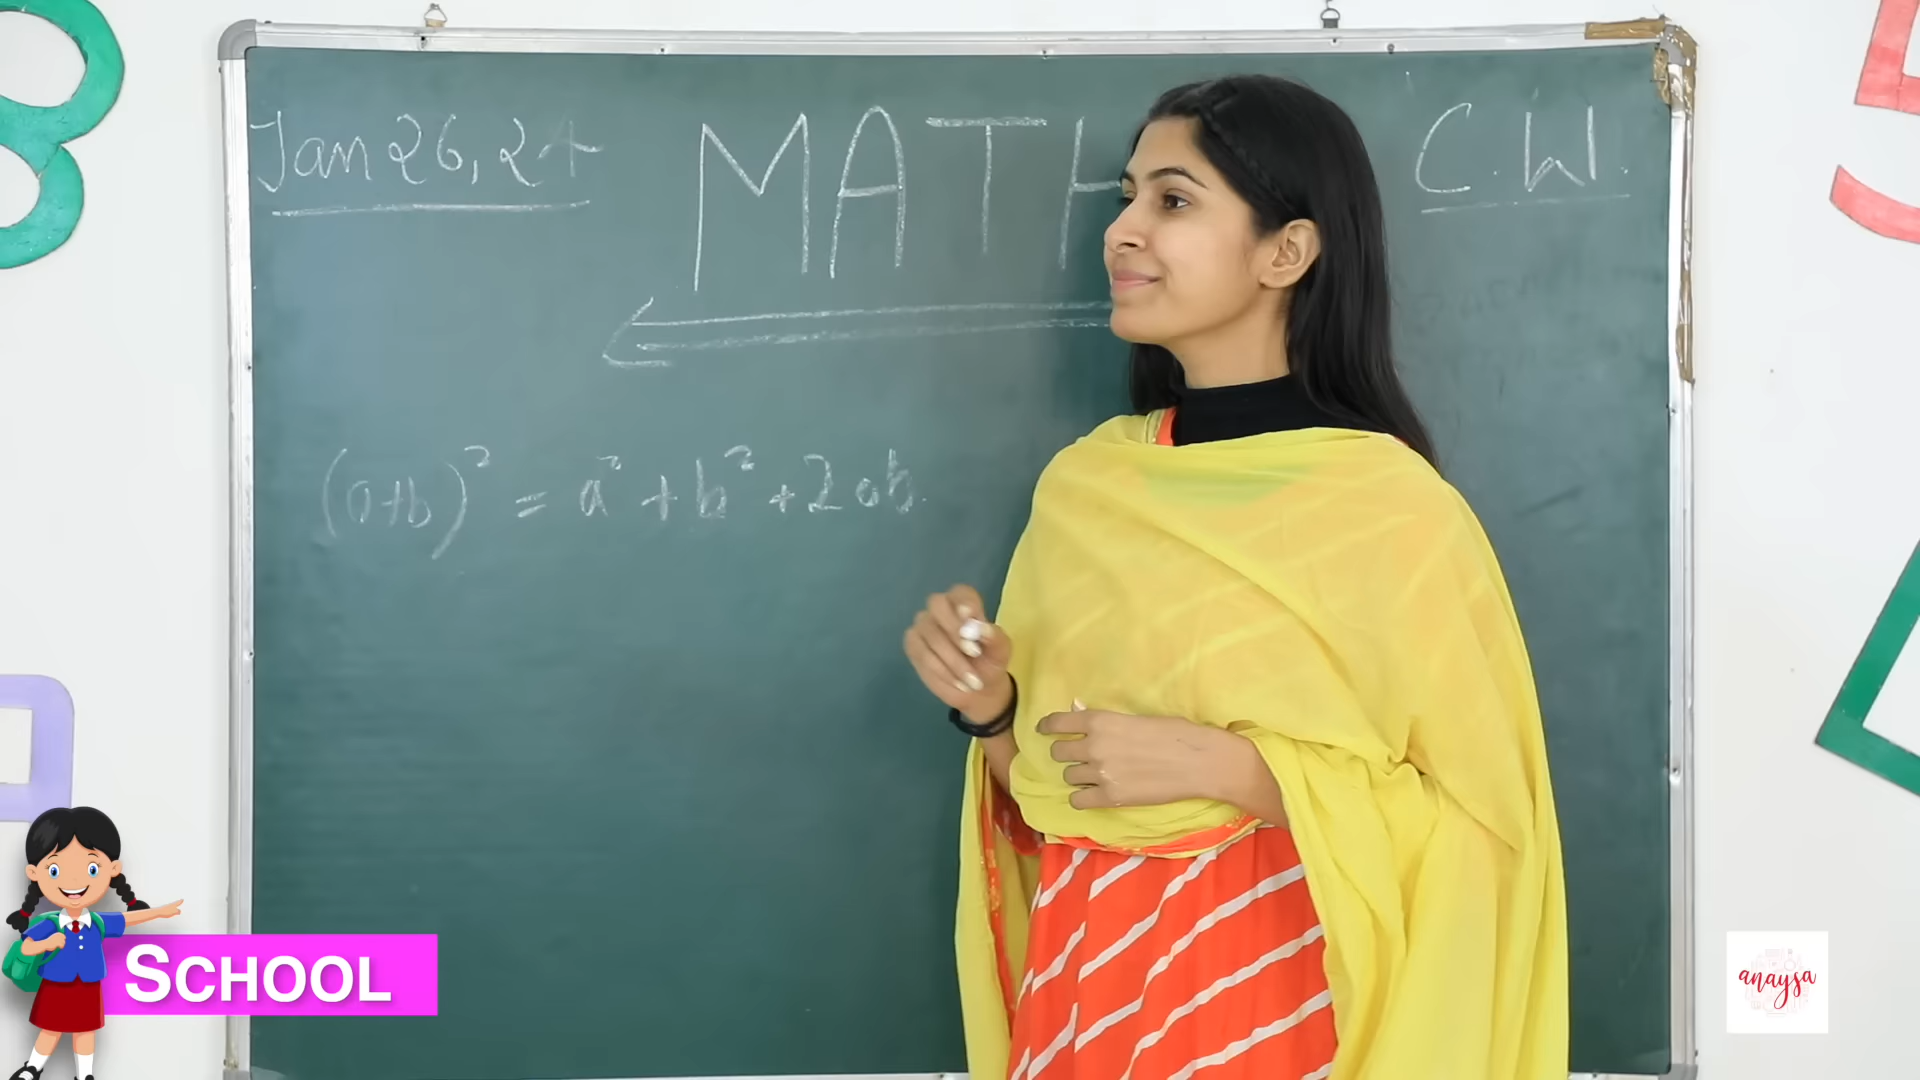 Jan 26, 24
MATH
C.W.
(a+b)² = a² + b² + 2ab.
SCHOOL
anaysa